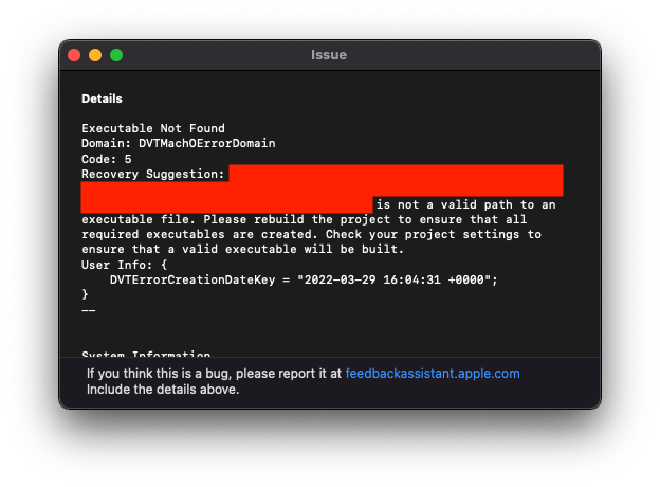 Issue
Details
Executable Not Found
Domain: DVTMachOErrorDomain
Code: 5
Recovery Suggestion:
is not a valid path to an
executable file. Please rebuild the project to ensure that all
required executables are created. Check your project settings to
ensure that a valid executable will be built.
User Info: {
    DVTErrorCreationDateKey = "2022-03-29 16:04:31 +0000";
}
--
System Information
If you think this is a bug, please report it at feedbackassistant.apple.com
Include the details above.